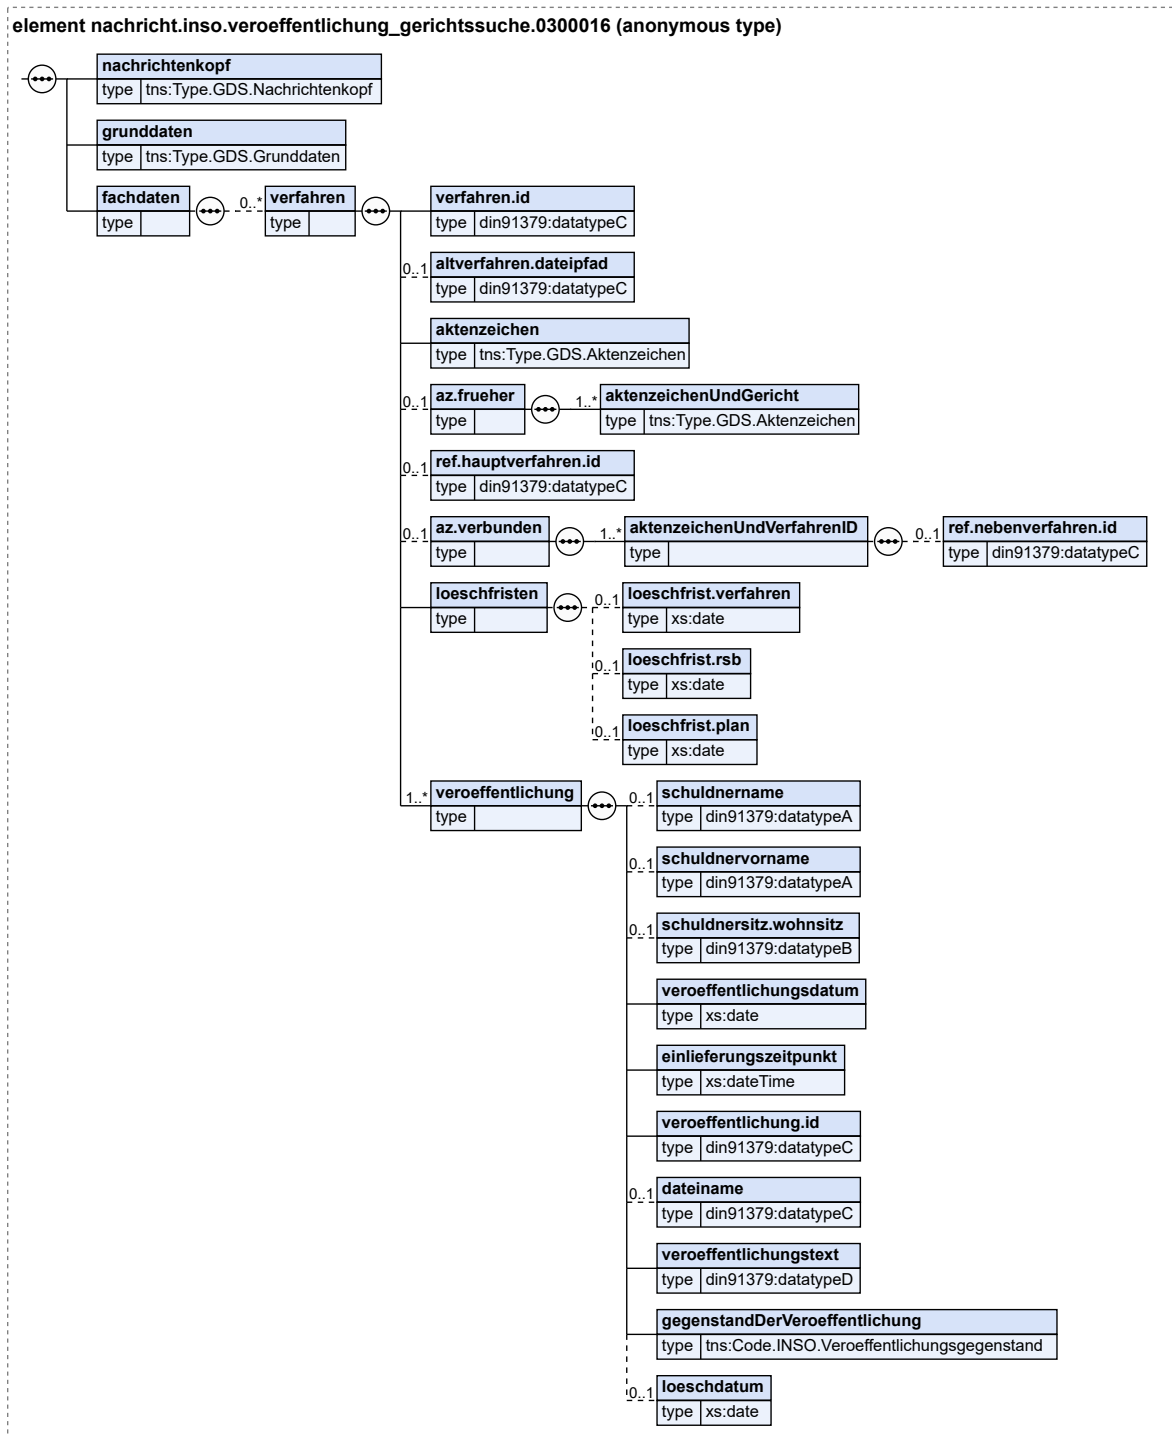 element nachricht.inso.veroeffentlichung_gerichtssuche.0300016 (anonymous type)
nachrichtenkopf
type tns:Type.GDS.Nachrichtenkopf
grunddaten
type tns:Type.GDS.Grunddaten
fachdaten
type
0..*
verfahren
type
verfahren.id
type din91379:datatypeC
0..1
altverfahren.dateipfad
type din91379:datatypeC
aktenzeichen
type tns:Type.GDS.Aktenzeichen
0..1
az.frueher
type
1..*
aktenzeichenUndGericht
type tns:Type.GDS.Aktenzeichen
0..1
ref.hauptverfahren.id
type din91379:datatypeC
0..1
az.verbunden
type
1..*
aktenzeichenUndVerfahrenID
type
0..1
ref.nebenverfahren.id
type din91379:datatypeC
loeschfristen
type
0..1
loeschfrist.verfahren
type xs:date
0..1
loeschfrist.rsb
type xs:date
0..1
loeschfrist.plan
type xs:date
1..*
veroeffentlichung
type
0..1
schuldnername
type din91379:datatypeA
0..1
schuldnervorname
type din91379:datatypeA
0..1
schuldnersitz.wohnsitz
type din91379:datatypeB
veroeffentlichungsdatum
type xs:date
einlieferungszeitpunkt
type xs:dateTime
veroeffentlichung.id
type din91379:datatypeC
0..1
dateiname
type din91379:datatypeC
veroeffentlichungstext
type din91379:datatypeD
gegenstandDerVeroeffentlichung
type tns:Code.INSO.Veroeffentlichungsgegenstand
0..1
loeschdatum
type xs:date